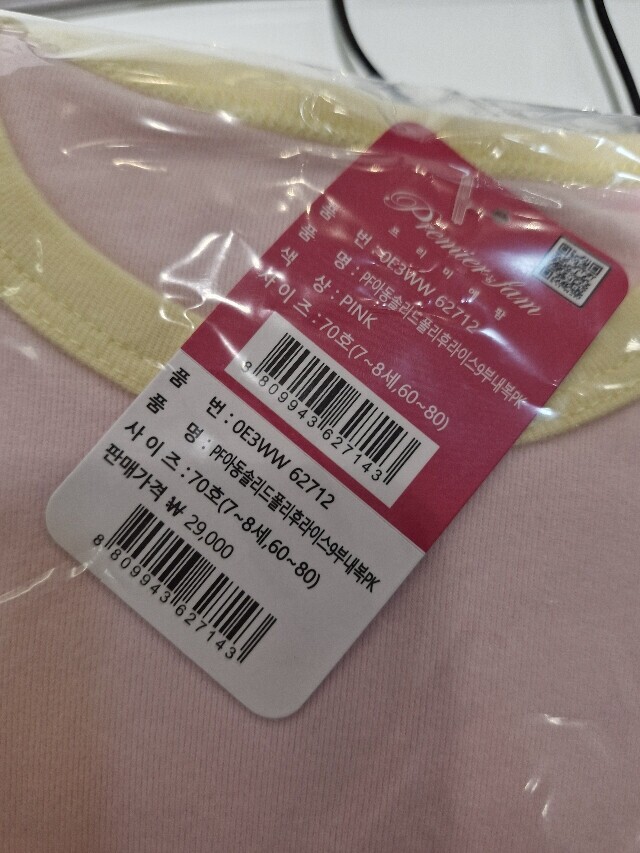 Premier Jam
프리미에쨈
품 번 : 0E3WW 62712
품 명 : PF아동솔리드폴리후라이스9부내복PK
색 상 : PINK
사 이 즈 : 70호(7~8세,60~80)
8 809943 627143
품 번 : 0E3WW 62712
품 명 : PF아동솔리드폴리후라이스9부내복PK
사 이 즈 : 70호(7~8세,60~80)
판매가격 ₩ 29,000
8 809943 627143